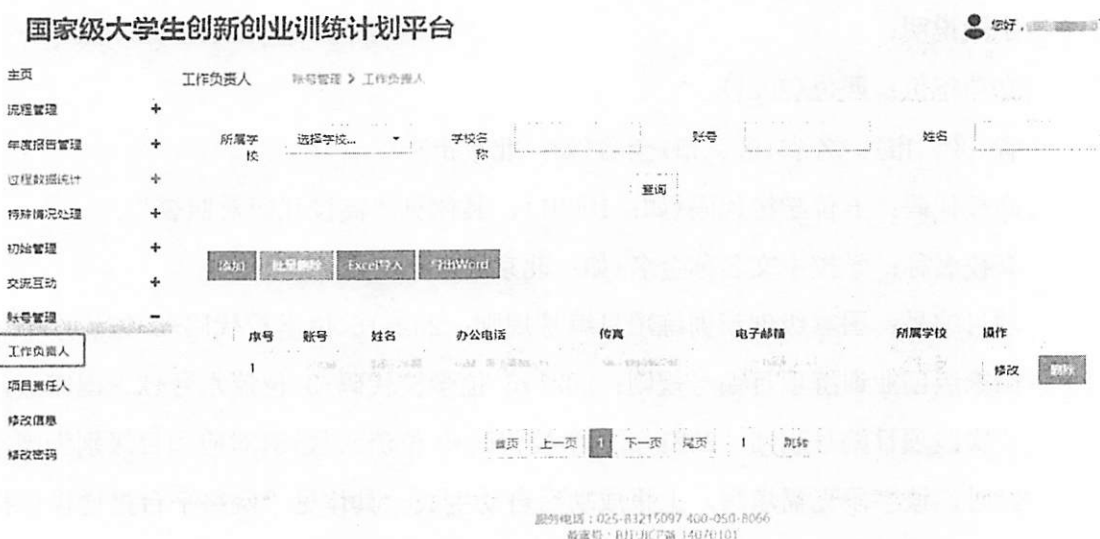 国家级大学生创新创业训练计划平台
您好，
主页
工作负责人 账号管理 > 工作负责人
流程管理 +
年度报告管理 +
所属学校 选择学校... 学校名称 账号 姓名
过程数据统计 +
查询
特殊情况处理 +
初始管理 +
添加 批量删除 Excel导入 导出Word
交流互动 +
账号管理 −
序号 账号 姓名 办公电话 传真 电子邮箱 所属学校 操作
工作负责人
1 修改 删除
项目责任人
修改信息
首页 上一页 1 下一页 尾页 1 跳转
修改密码
服务电话：025-83215097 400-050-8066
备案号：